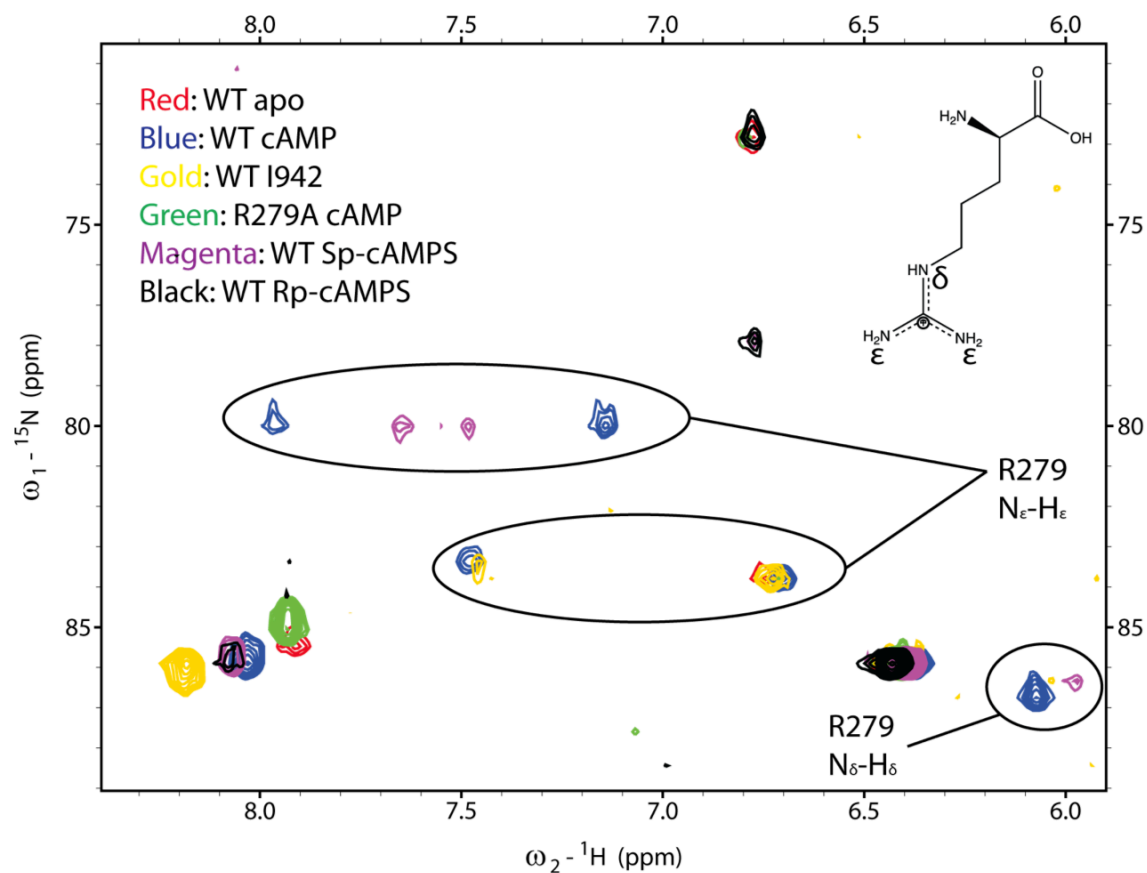 8.0 7.5 7.0 6.5 6.0
Red: WT apo
Blue: WT cAMP
Gold: WT I942
Green: R279A cAMP
Magenta: WT Sp-cAMPS
Black: WT Rp-cAMPS
O
H₂N
OH
HN δ
H₂N NH₂
ε ε
+
75 75
80 80
85 85
R279
Nε-Hε
R279
Nδ-Hδ
ω₁ - ¹⁵N (ppm)
8.0 7.5 7.0 6.5 6.0
ω₂ - ¹H (ppm)